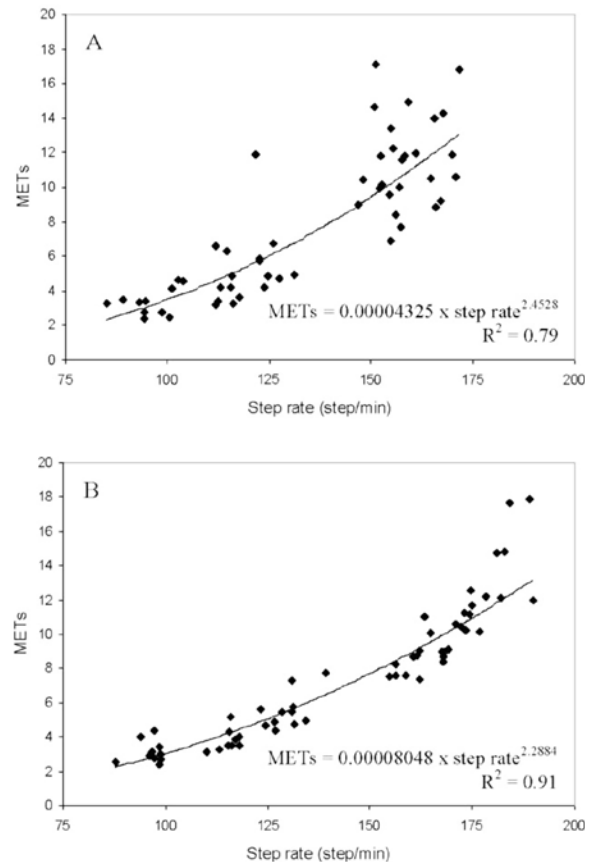 A
20
18
16
14
12
10
8
6
4
2
0
METs
METs = 0.00004325 x step rate^2.4528
R² = 0.79
75 100 125 150 175 200
Step rate (step/min)
B
20
18
16
14
12
10
8
6
4
2
0
METs
METs = 0.00008048 x step rate^2.2884
R² = 0.91
75 100 125 150 175 200
Step rate (step/min)